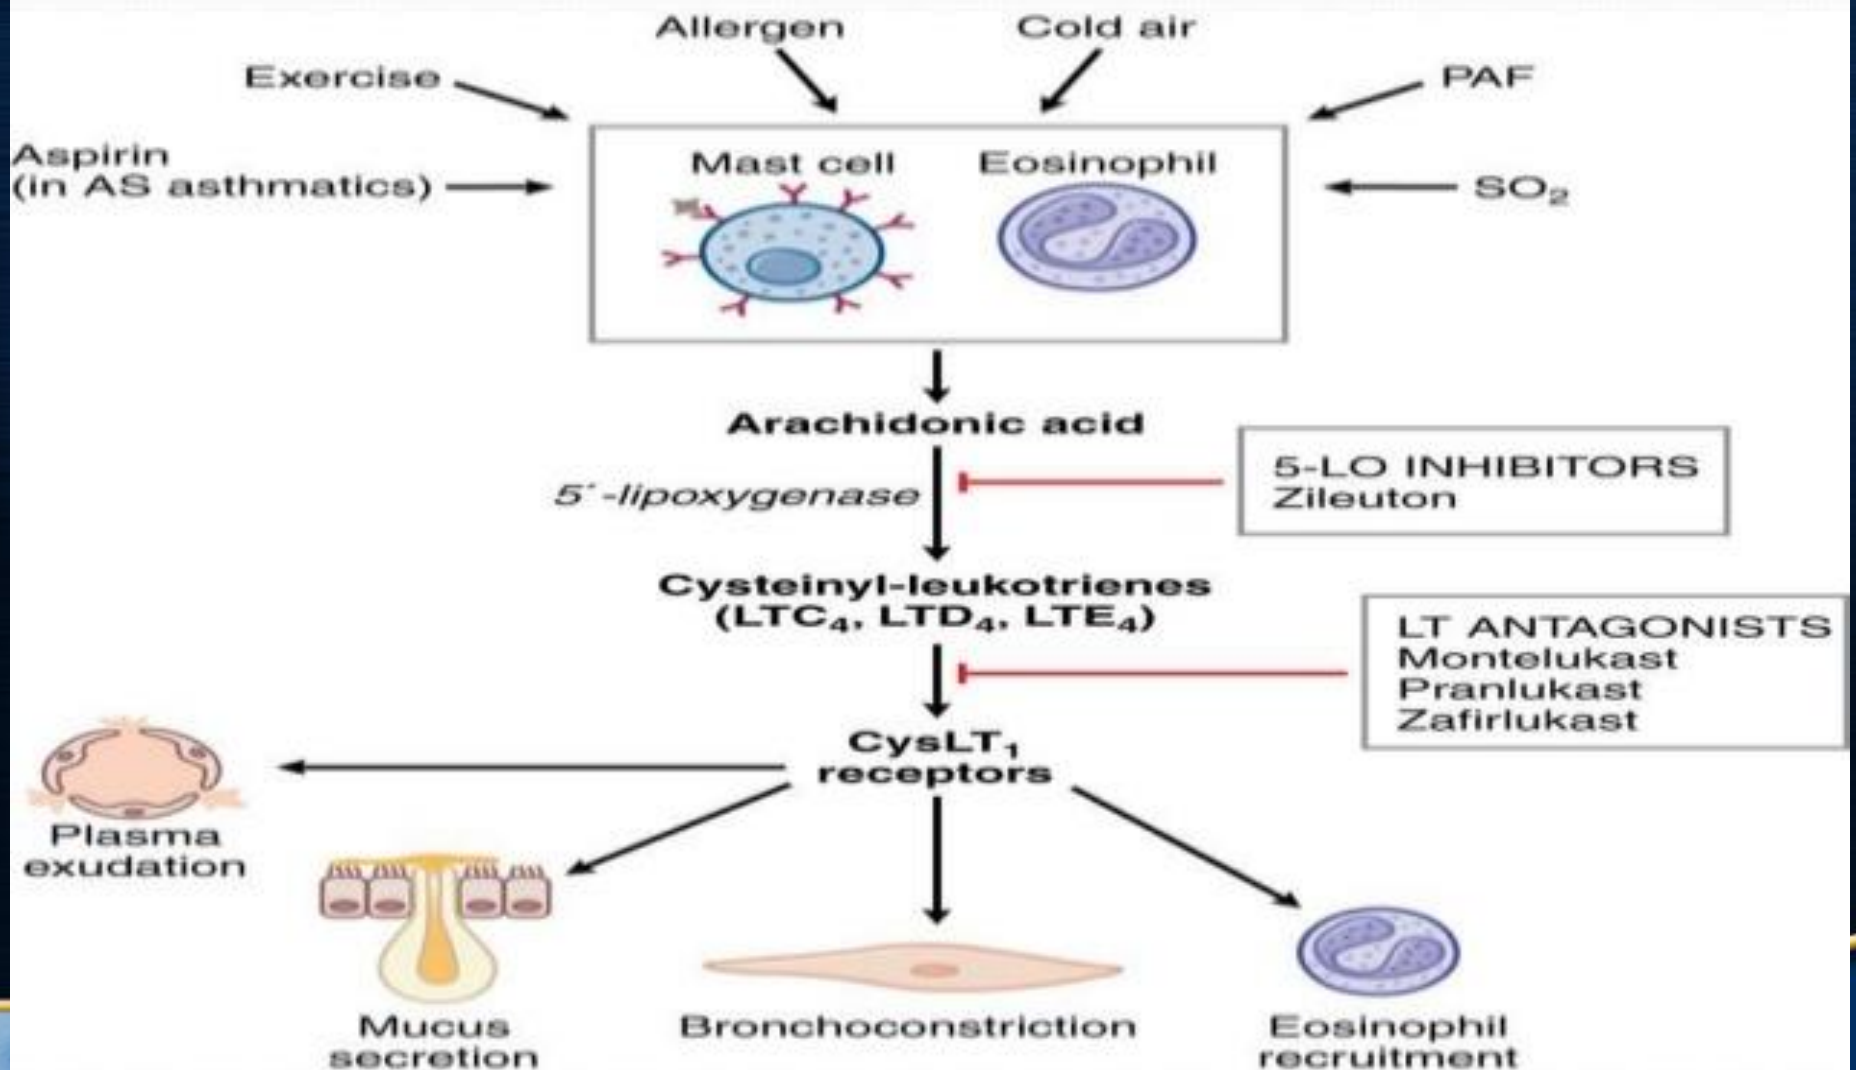 Allergen
Cold air
Exercise
PAF
Aspirin
(in AS asthmatics)
Mast cell
Eosinophil
SO₂
Arachidonic acid
5´-lipoxygenase
5-LO INHIBITORS
Zileuton
Cysteinyl-leukotrienes
(LTC₄, LTD₄, LTE₄)
LT ANTAGONISTS
Montelukast
Pranlukast
Zafirlukast
CysLT₁
receptors
Plasma
exudation
Mucus
secretion
Bronchoconstriction
Eosinophil
recruitment